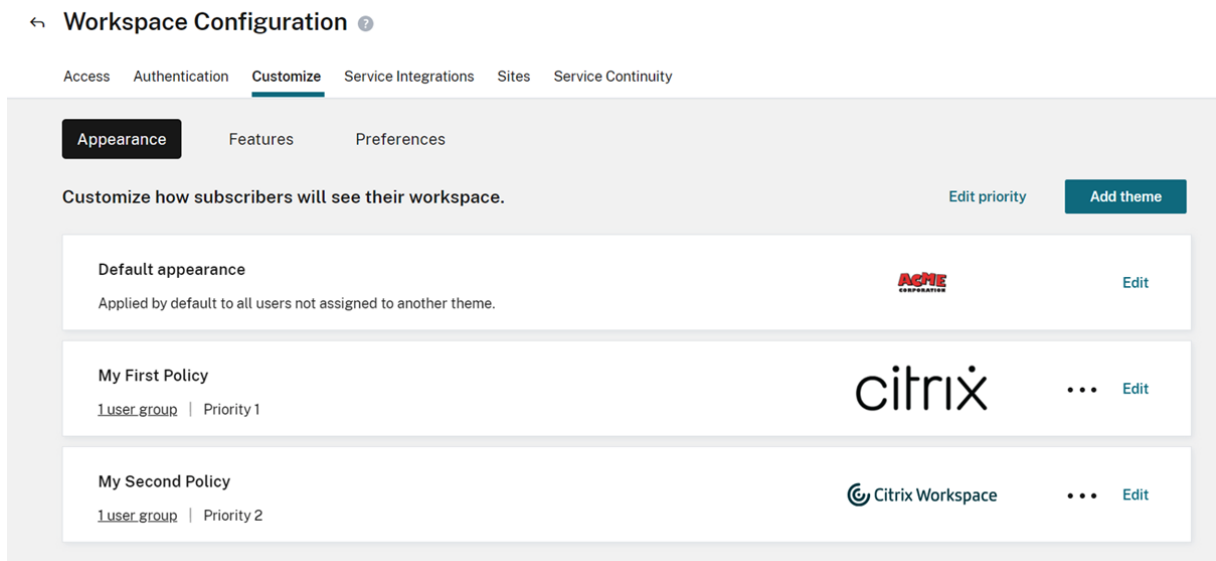 Workspace Configuration ?
Access Authentication Customize Service Integrations Sites Service Continuity
Appearance Features Preferences
Customize how subscribers will see their workspace. Edit priority Add theme
Default appearance
Applied by default to all users not assigned to another theme.
ACME
CORPORATION
Edit
My First Policy
1 user group | Priority 1
citrix
... Edit
My Second Policy
1 user group | Priority 2
Citrix Workspace
... Edit